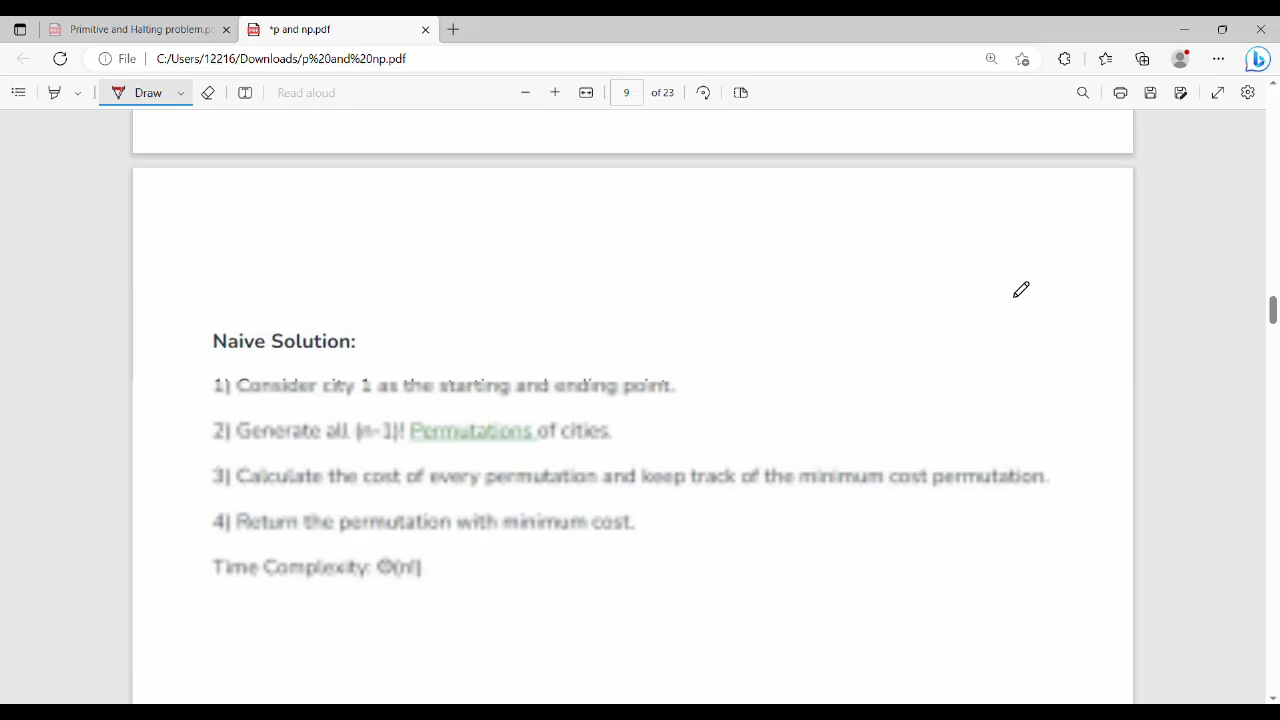 Primitive and Halting problem.pd
*p and np.pdf
File C:/Users/12216/Downloads/p%20and%20np.pdf
Draw Read aloud 9 of 23
Naive Solution:
1) Consider city 1 as the starting and ending point.
2) Generate all (n-1)! Permutations of cities.
3) Calculate the cost of every permutation and keep track of the minimum cost permutation.
4) Return the permutation with minimum cost.
Time Complexity: Θ(n!)